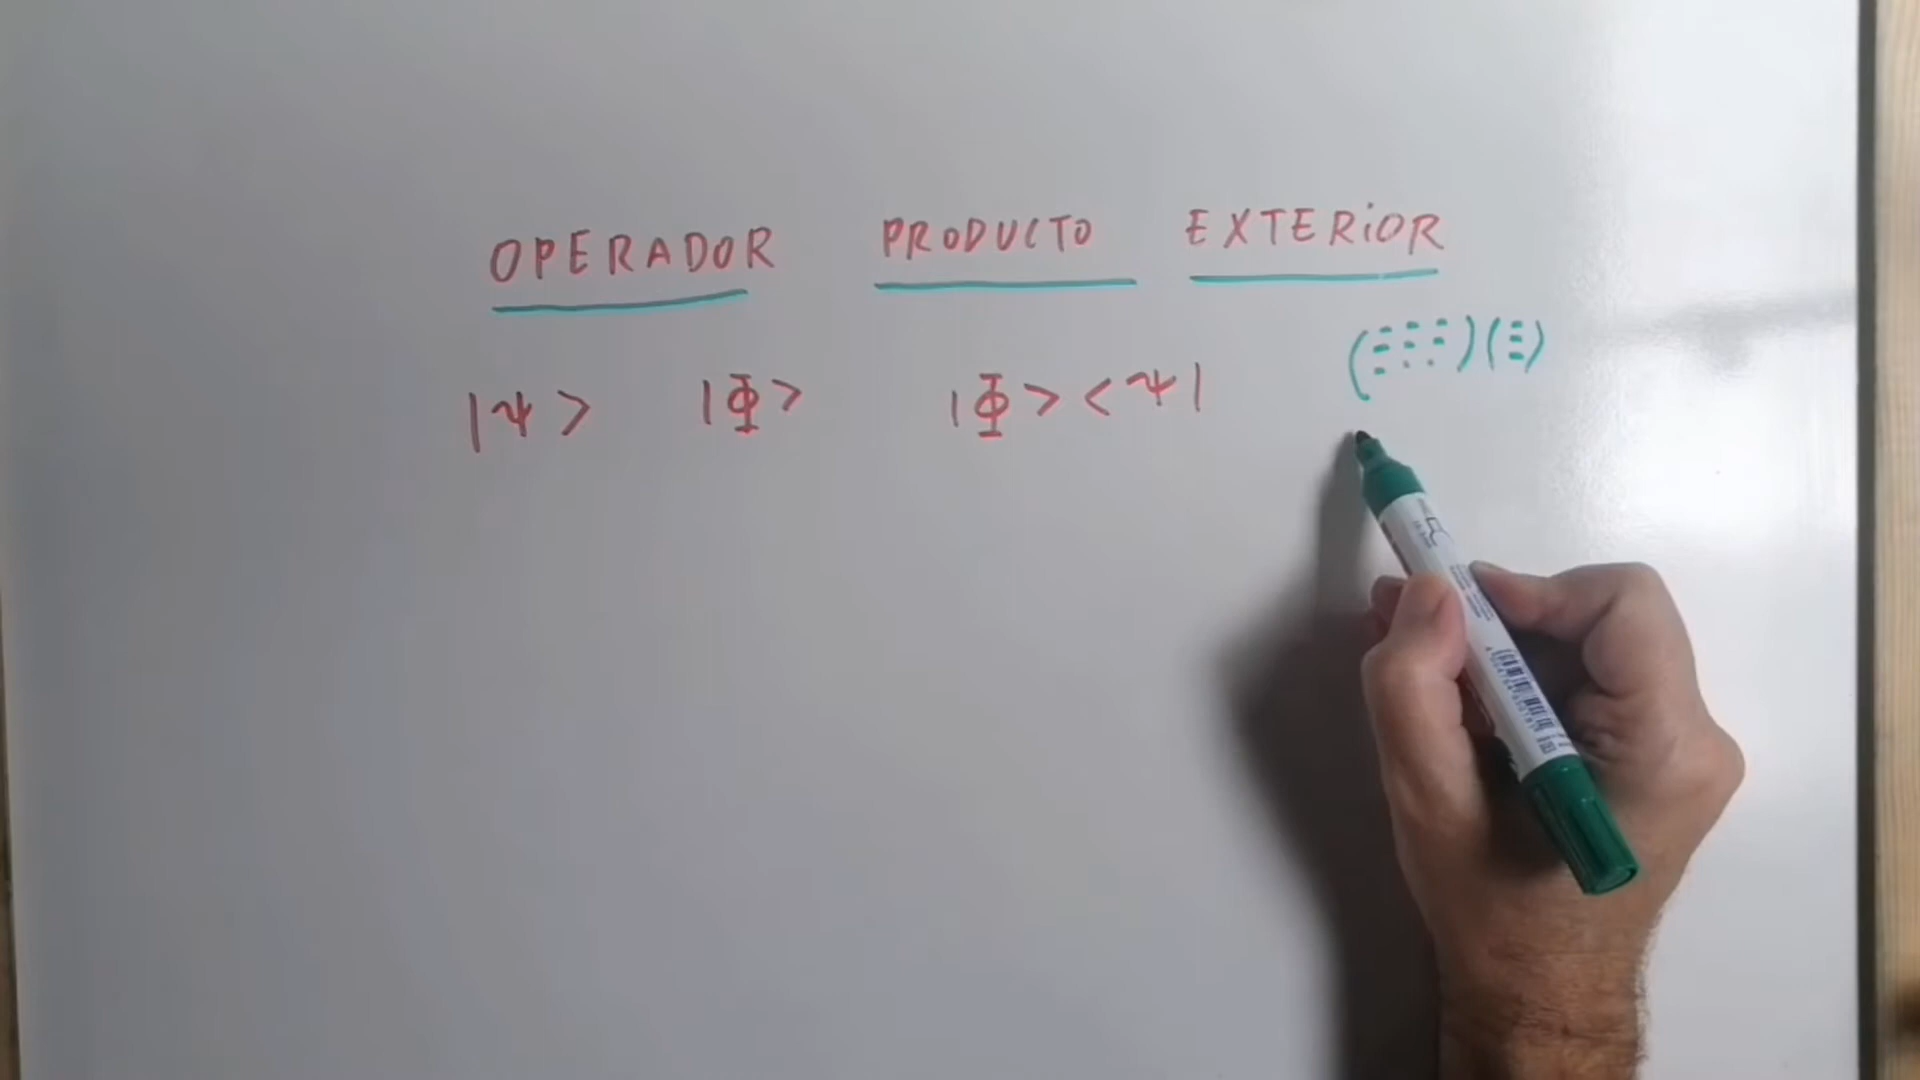 OPERADOR PRODUCTO EXTERIOR
|ψ> |Φ> |Φ><ψ|